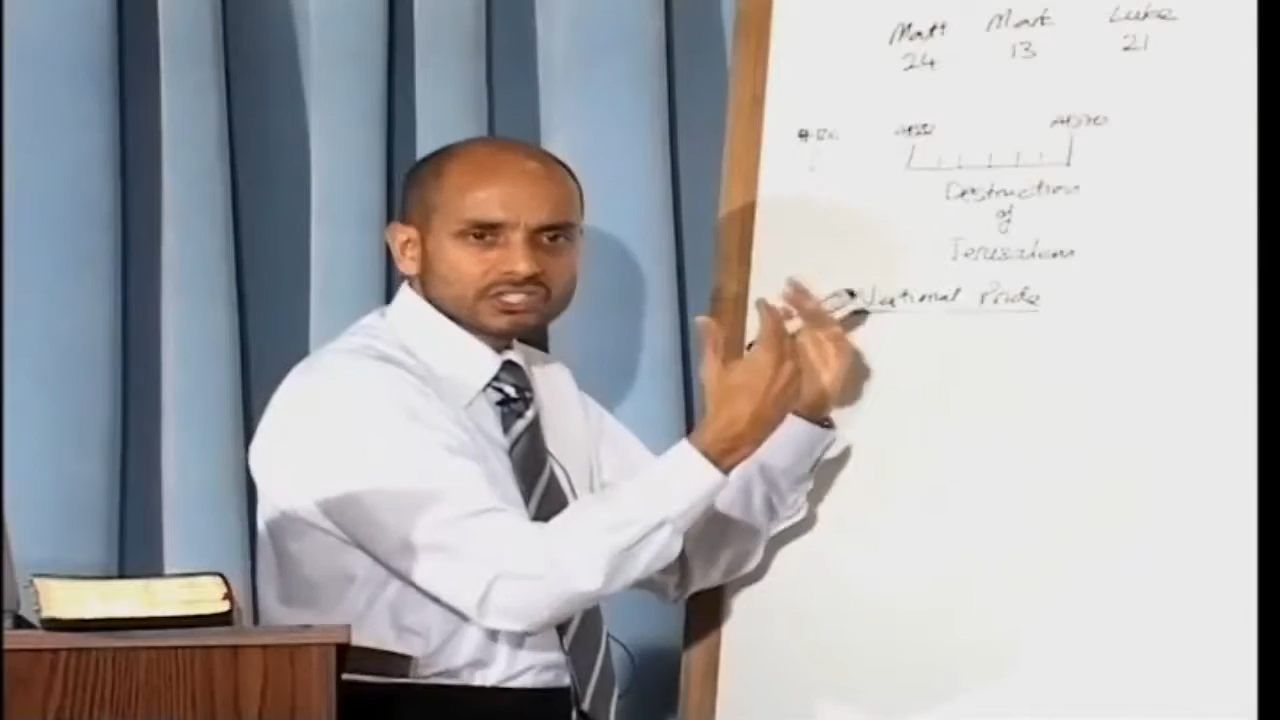 Matt Mark Luke
24 13 21
Destruction
of
Jerusalem
National Pride